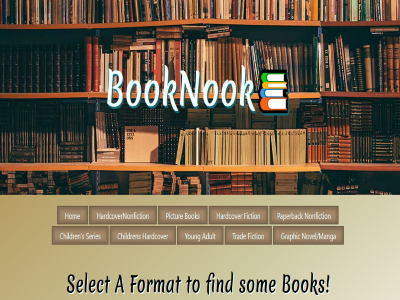 BookNook
Home HardcoverNonfiction Picture Books Hardcover Fiction Paperback Nonfiction
Children's Series Childrens Hardcover Young Adult Trade Fiction Graphic Novel/Manga
Select A Format to find some Books!